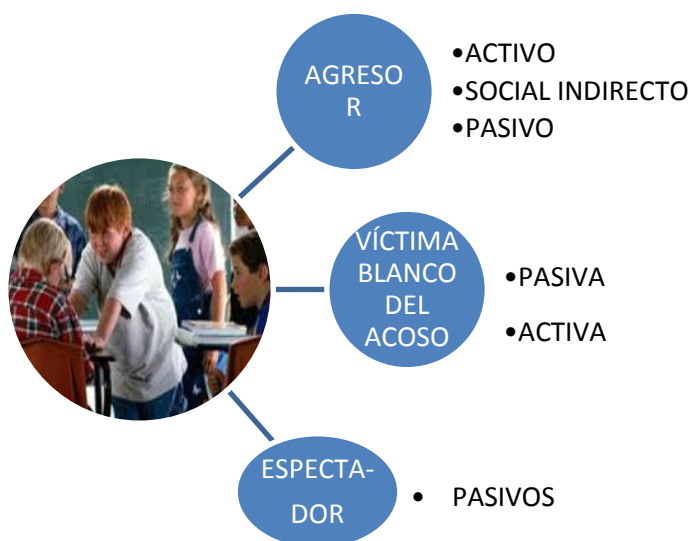 AGRESO
R
•ACTIVO
•SOCIAL INDIRECTO
•PASIVO
VÍCTIMA
BLANCO
DEL
ACOSO
•PASIVA
•ACTIVA
ESPECTA-
DOR
• PASIVOS